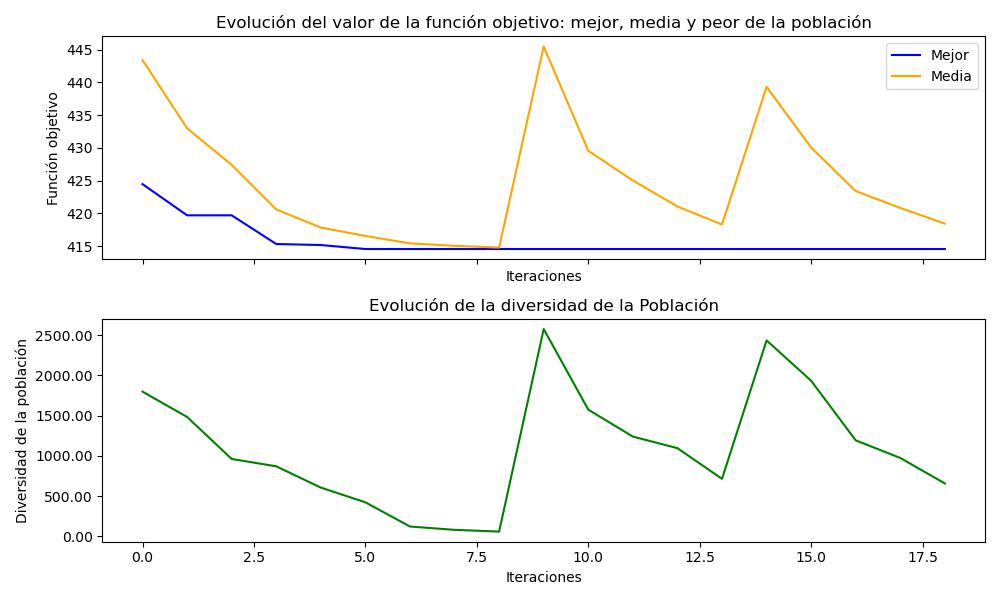 Evolución del valor de la función objetivo: mejor, media y peor de la población
445
440
435
430
425
420
415
Función objetivo
Mejor
Media
Iteraciones
Evolución de la diversidad de la Población
2500.00
2000.00
1500.00
1000.00
500.00
0.00
Diversidad de la población
0.0 2.5 5.0 7.5 10.0 12.5 15.0 17.5
Iteraciones